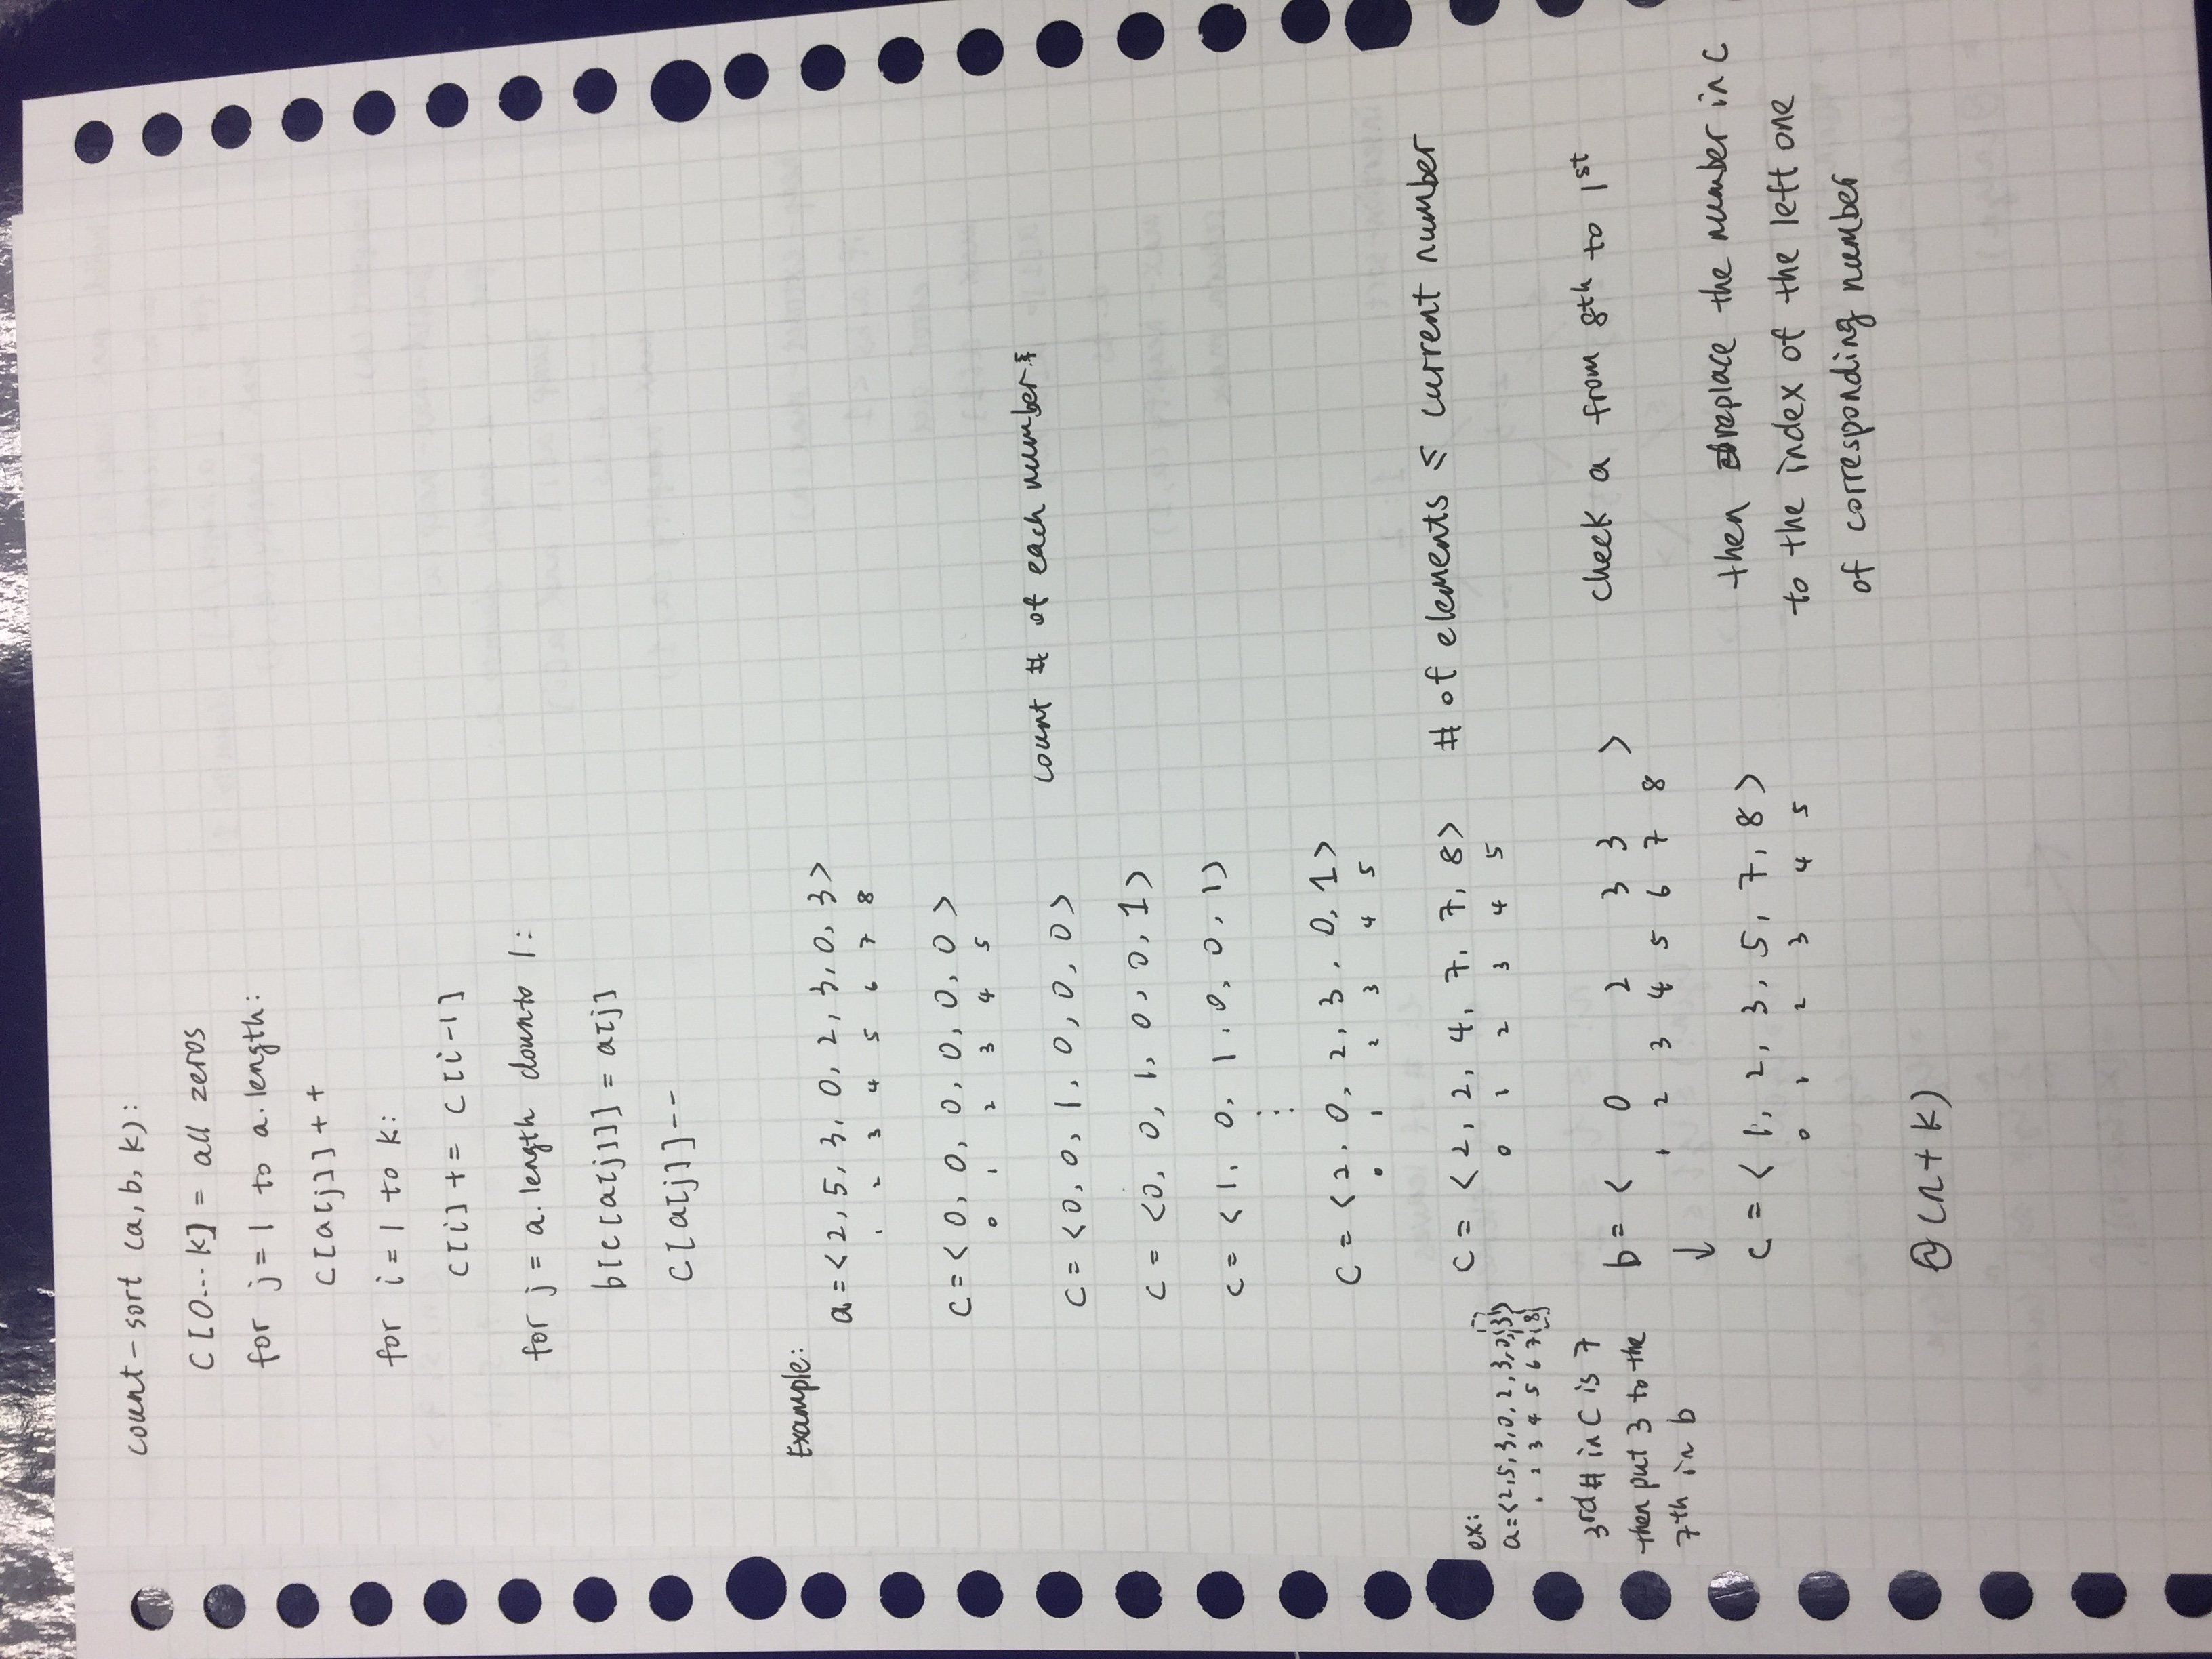 count-sort (a, b, k):
C[0...k] = all zeros
for j = 1 to a.length:
C[a[j]]++
for i = 1 to k:
c[i] += c[i-1]
for j = a.length downto 1:
b[c[a[j]]] = a[j]
C[a[j]]--
Example:
a = <2, 5, 3, 0, 2, 3, 0, 3>
1 2 3 4 5 6 7 8
C = <0, 0, 0, 0, 0, 0>
0 1 2 3 4 5
C = <0, 0, 1, 0, 0, 0> count # of each number
C = <0, 0, 1, 0, 0, 1>
C = <1, 0, 1, 0, 0, 1>
⋮
C = <2, 0, 2, 3, 0, 1>
0 1 2 3 4 5
C = <2, 2, 4, 7, 7, 8> # of elements ≤ current number
0 1 2 3 4 5
ex:
a = <2,5,3,0,2,3,0,3>
1 2 3 4 5 6 7 8
3rd # in C is 7
then put 3 to the
7th in b
b = < 0 2 3 3 > check a from 8th to 1st
1 2 3 4 5 6 7 8
↓
C = <1, 2, 3, 5, 7, 8>
0 1 2 3 4 5
then replace the number in C
to the index of the left one
of corresponding number
Θ(n+k)